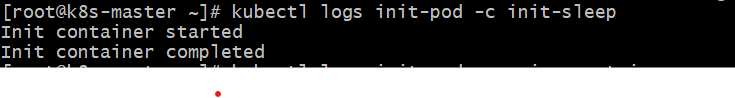 [root@k8s-master ~]# kubectl logs init-pod -c init-sleep
Init container started
Init container completed